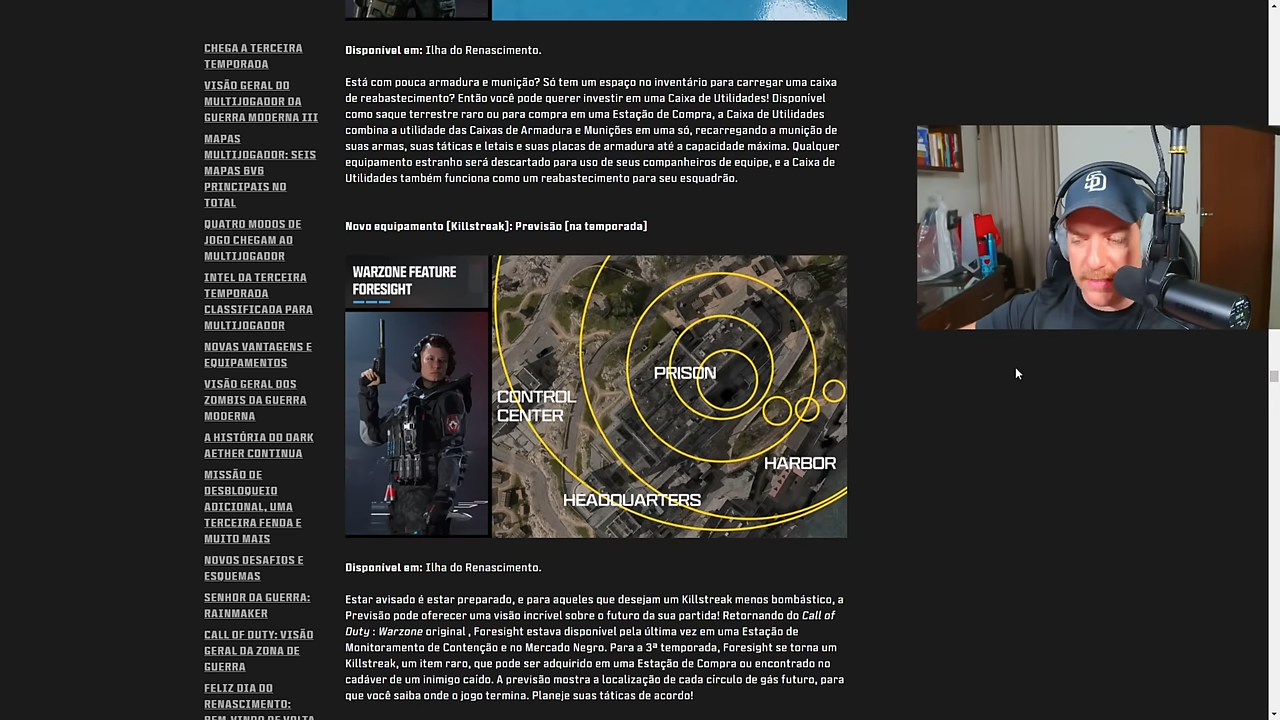 CHEGA A TERCEIRA
TEMPORADA
VISÃO GERAL DO
MULTIJOGADOR DA
GUERRA MODERNA III
MAPAS
MULTIJOGADOR: SEIS
MAPAS 6V6
PRINCIPAIS NO
TOTAL
QUATRO MODOS DE
JOGO CHEGAM AO
MULTIJOGADOR
INTEL DA TERCEIRA
TEMPORADA
CLASSIFICADA PARA
MULTIJOGADOR
NOVAS VANTAGENS E
EQUIPAMENTOS
VISÃO GERAL DOS
ZOMBIS DA GUERRA
MODERNA
A HISTÓRIA DO DARK
AETHER CONTINUA
MISSÃO DE
DESBLOQUEIO
ADICIONAL, UMA
TERCEIRA FENDA E
MUITO MAIS
NOVOS DESAFIOS E
ESQUEMAS
SENHOR DA GUERRA:
RAINMAKER
CALL OF DUTY: VISÃO
GERAL DA ZONA DE
GUERRA
FELIZ DIA DO
RENASCIMENTO:
BEM-VINDO DE VOLTA
Disponível em: Ilha do Renascimento.
Está com pouca armadura e munição? Só tem um espaço no inventário para carregar uma caixa
de reabastecimento? Então você pode querer investir em uma Caixa de Utilidades! Disponível
como saque terrestre raro ou para compra em uma Estação de Compra, a Caixa de Utilidades
combina a utilidade das Caixas de Armadura e Munições em uma só, recarregando a munição de
suas armas, suas táticas e letais e suas placas de armadura até a capacidade máxima. Qualquer
equipamento estranho será descartado para uso de seus companheiros de equipe, e a Caixa de
Utilidades também funciona como um reabastecimento para seu esquadrão.
Novo equipamento (Killstreak): Previsão (na temporada)
WARZONE FEATURE
FORESIGHT
PRISON
CONTROL
CENTER
HARBOR
HEADQUARTERS
Disponível em: Ilha do Renascimento.
Estar avisado é estar preparado, e para aqueles que desejam um Killstreak menos bombástico, a
Previsão pode oferecer uma visão incrível sobre o futuro da sua partida! Retornando do Call of
Duty : Warzone original , Foresight estava disponível pela última vez em uma Estação de
Monitoramento de Contenção e no Mercado Negro. Para a 3ª temporada, Foresight se torna um
Killstreak, um item raro, que pode ser adquirido em uma Estação de Compra ou encontrado no
cadáver de um inimigo caído. A previsão mostra a localização de cada círculo de gás futuro, para
que você saiba onde o jogo termina. Planeje suas táticas de acordo!
SD